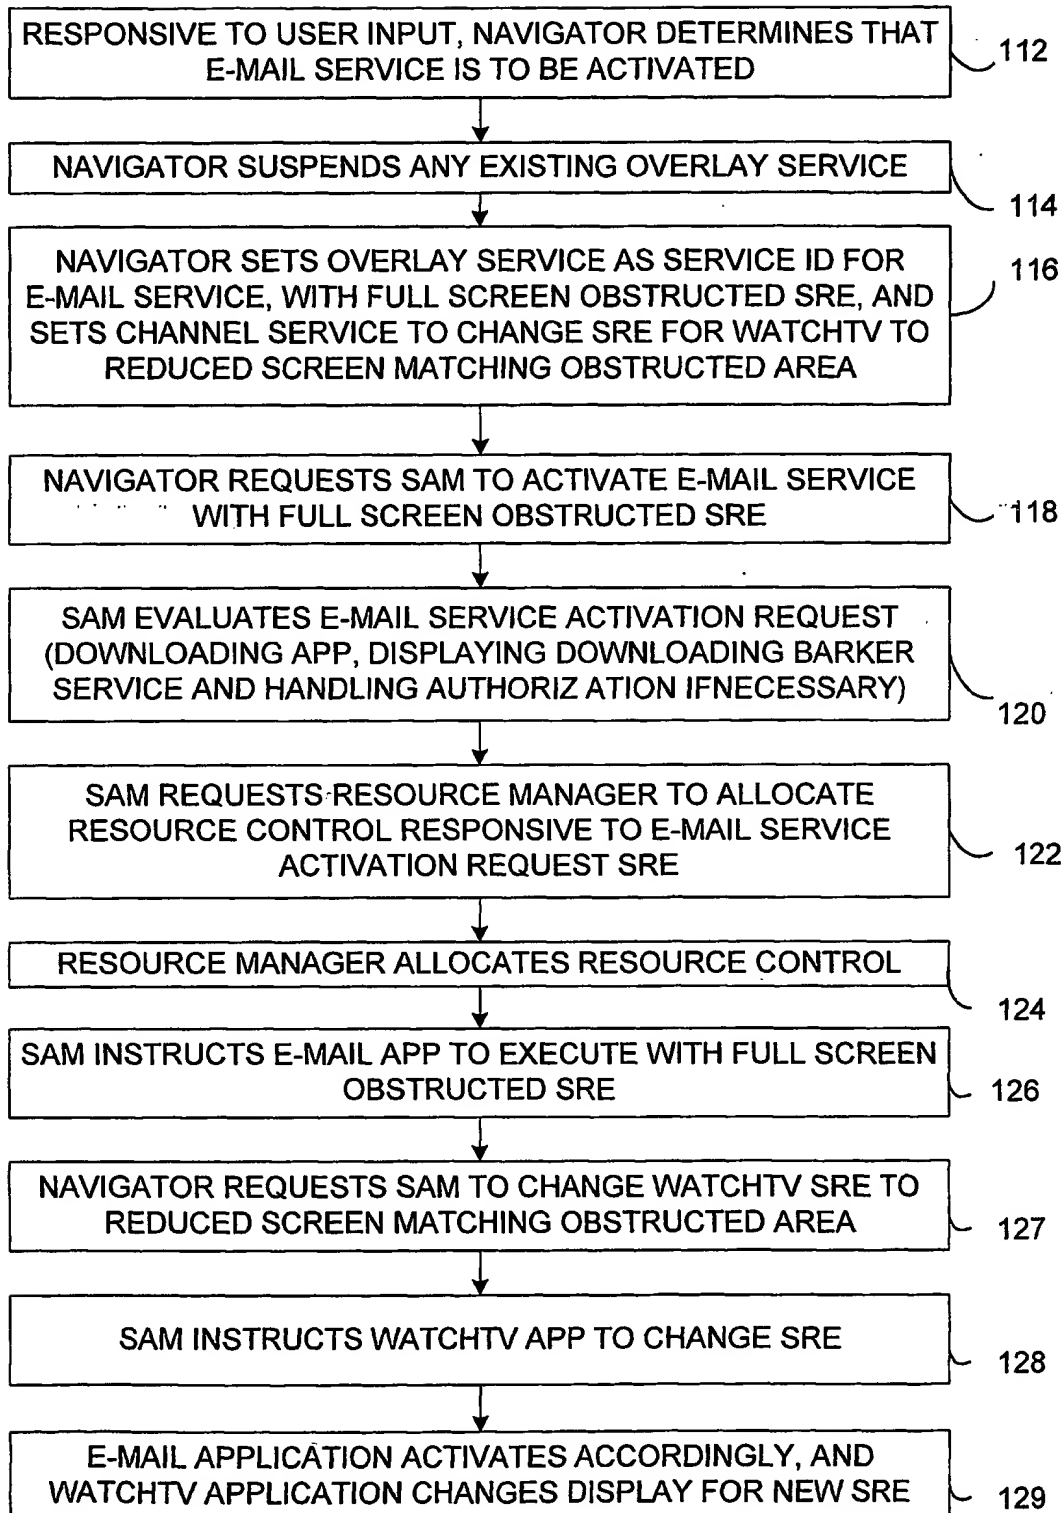 RESPONSIVE TO USER INPUT, NAVIGATOR DETERMINES THAT
E-MAIL SERVICE IS TO BE ACTIVATED
112
NAVIGATOR SUSPENDS ANY EXISTING OVERLAY SERVICE
114
NAVIGATOR SETS OVERLAY SERVICE AS SERVICE ID FOR
E-MAIL SERVICE, WITH FULL SCREEN OBSTRUCTED SRE, AND
SETS CHANNEL SERVICE TO CHANGE SRE FOR WATCHTV TO
REDUCED SCREEN MATCHING OBSTRUCTED AREA
116
NAVIGATOR REQUESTS SAM TO ACTIVATE E-MAIL SERVICE
WITH FULL SCREEN OBSTRUCTED SRE
118
SAM EVALUATES E-MAIL SERVICE ACTIVATION REQUEST
(DOWNLOADING APP, DISPLAYING DOWNLOADING BARKER
SERVICE AND HANDLING AUTHORIZ ATION IFNECESSARY)
120
SAM REQUESTS RESOURCE MANAGER TO ALLOCATE
RESOURCE CONTROL RESPONSIVE TO E-MAIL SERVICE
ACTIVATION REQUEST SRE
122
RESOURCE MANAGER ALLOCATES RESOURCE CONTROL
124
SAM INSTRUCTS E-MAIL APP TO EXECUTE WITH FULL SCREEN
OBSTRUCTED SRE
126
NAVIGATOR REQUESTS SAM TO CHANGE WATCHTV SRE TO
REDUCED SCREEN MATCHING OBSTRUCTED AREA
127
SAM INSTRUCTS WATCHTV APP TO CHANGE SRE
128
E-MAIL APPLICATION ACTIVATES ACCORDINGLY, AND
WATCHTV APPLICATION CHANGES DISPLAY FOR NEW SRE
129